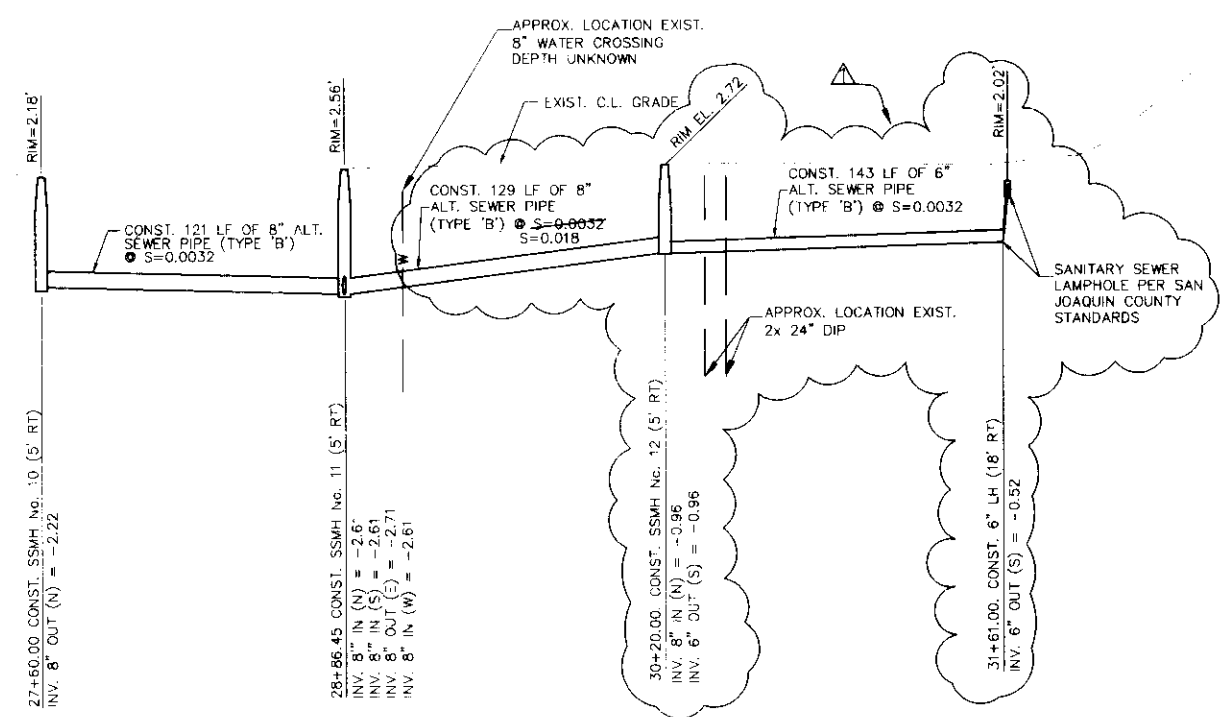 APPROX. LOCATION EXIST.
8" WATER CROSSING
DEPTH UNKNOWN
1
RIM=2.18'
RIM=2.56'
EXIST. C.L. GRADE
RIM EL. 2.72
RIM=2.02'
CONST. 121 LF OF 8" ALT.
SEWER PIPE (TYPE 'B')
@ S=0.0032
CONST. 129 LF OF 8"
ALT. SEWER PIPE
(TYPE 'B') @ S=0.0032
S=0.018
W
CONST. 143 LF OF 6"
ALT. SEWER PIPE
(TYPE 'B') @ S=0.0032
SANITARY SEWER
LAMPHOLE PER SAN
JOAQUIN COUNTY
STANDARDS
APPROX. LOCATION EXIST.
2x 24" DIP
27+60.00 CONST. SSMH No. 10 (5' RT)
INV. 8" OUT (N) = -2.22
28+86.45 CONST. SSMH No. 11 (5' RT)
INV. 8" IN (N) = -2.61
INV. 8" IN (S) = -2.61
INV. 8" OUT (E) = -2.71
INV. 8" IN (W) = -2.61
30+20.00 CONST. SSMH No. 12 (5' RT)
INV. 8" IN (N) = -0.96
INV. 6" OUT (S) = -0.96
31+61.00 CONST. 6" LH (18' RT)
INV. 6" OUT (S) = -0.52